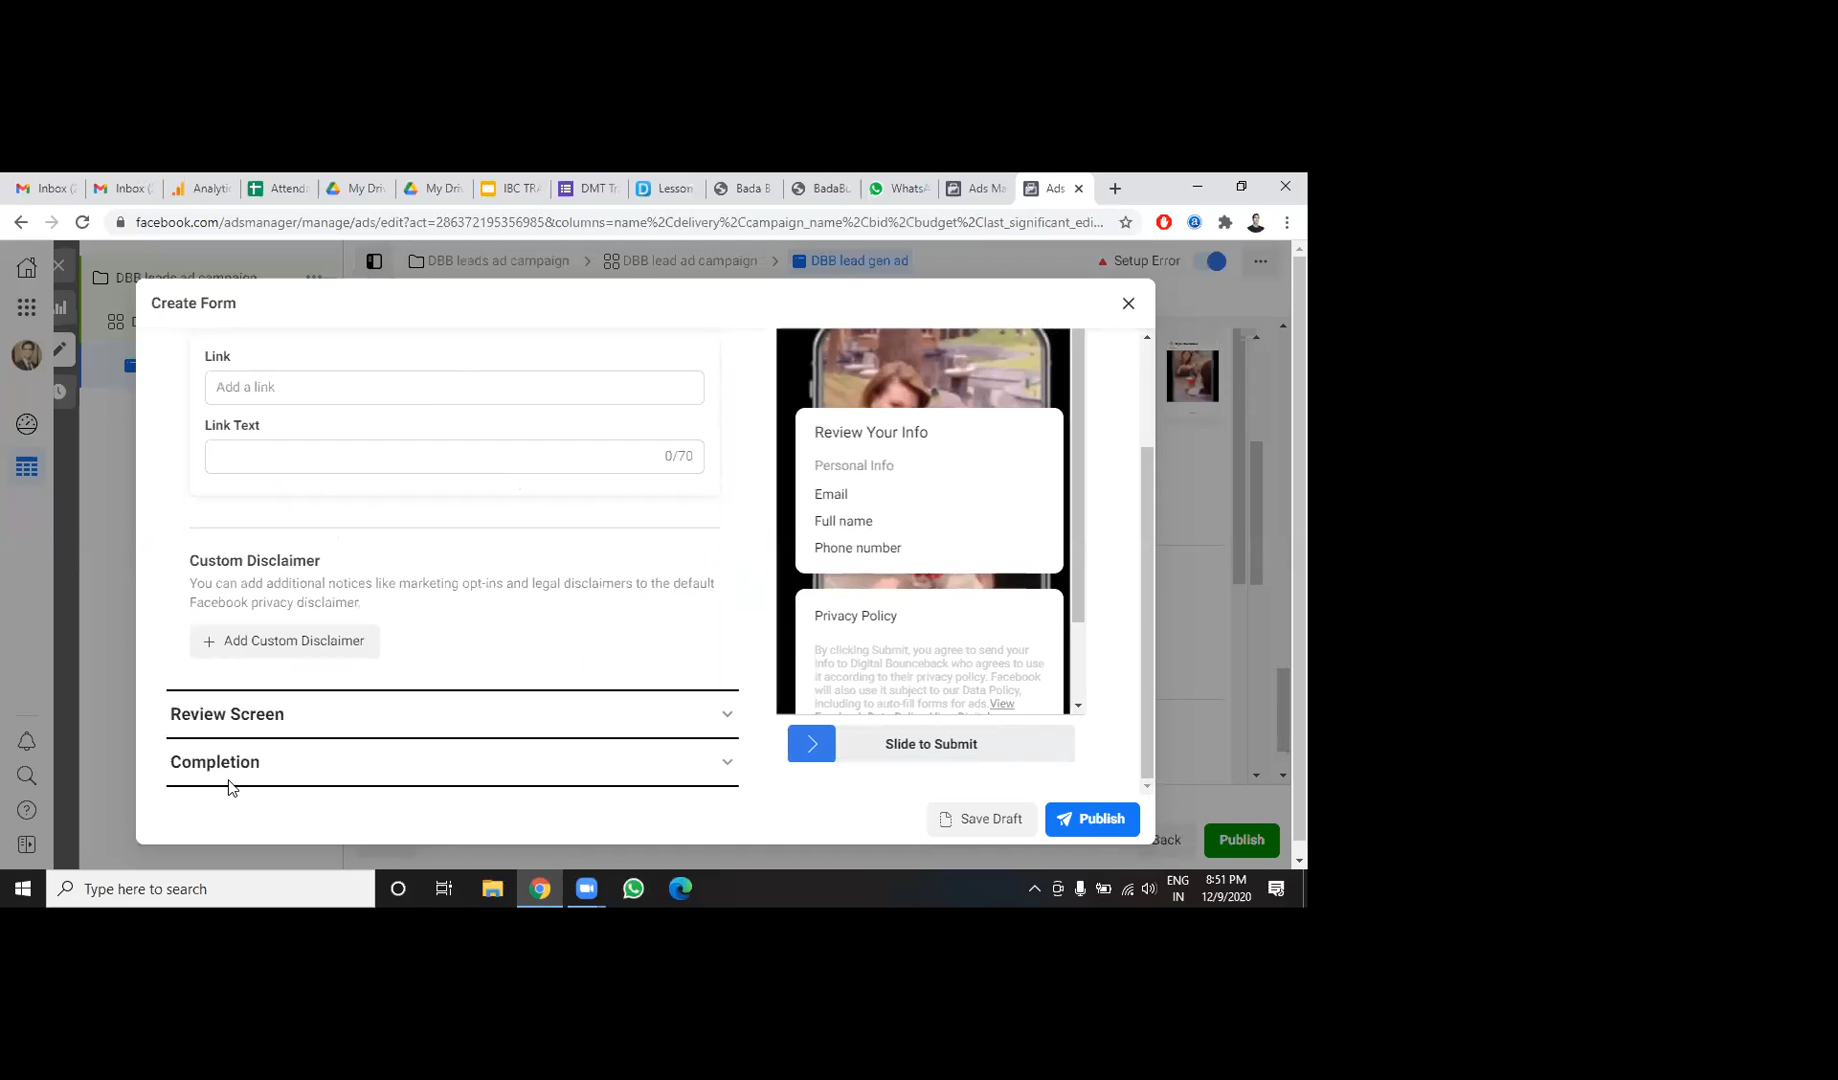 Inbox (
Inbox (
Analytic
Attend
My Driv
My Driv
IBC TRA
DMT Tr
Lesson
Bada B
BadaBu
WhatsA
Ads Ma
Ads
facebook.com/adsmanager/manage/ads/edit?act=286372195356985&columns=name%2Cdelivery%2Ccampaign_name%2Cbid%2Cbudget%2Clast_significant_edi...
DBB leads ad campaign
DBB leads ad campaign
DBB lead ad campaign
DBB lead gen ad
Setup Error
Create Form
Link
Add a link
Link Text
0/70
Custom Disclaimer
You can add additional notices like marketing opt-ins and legal disclaimers to the default
Facebook privacy disclaimer.
Add Custom Disclaimer
Review Screen
Completion
Review Your Info
Personal Info
Email
Full name
Phone number
Privacy Policy
By clicking Submit, you agree to send your
info to Digital Bounceback who agrees to use
it according to their privacy policy. Facebook
will also use it subject to our Data Policy,
including to auto-fill forms for ads. View
Slide to Submit
Save Draft
Publish
Back
Publish
Type here to search
ENG
IN
8:51 PM
12/9/2020